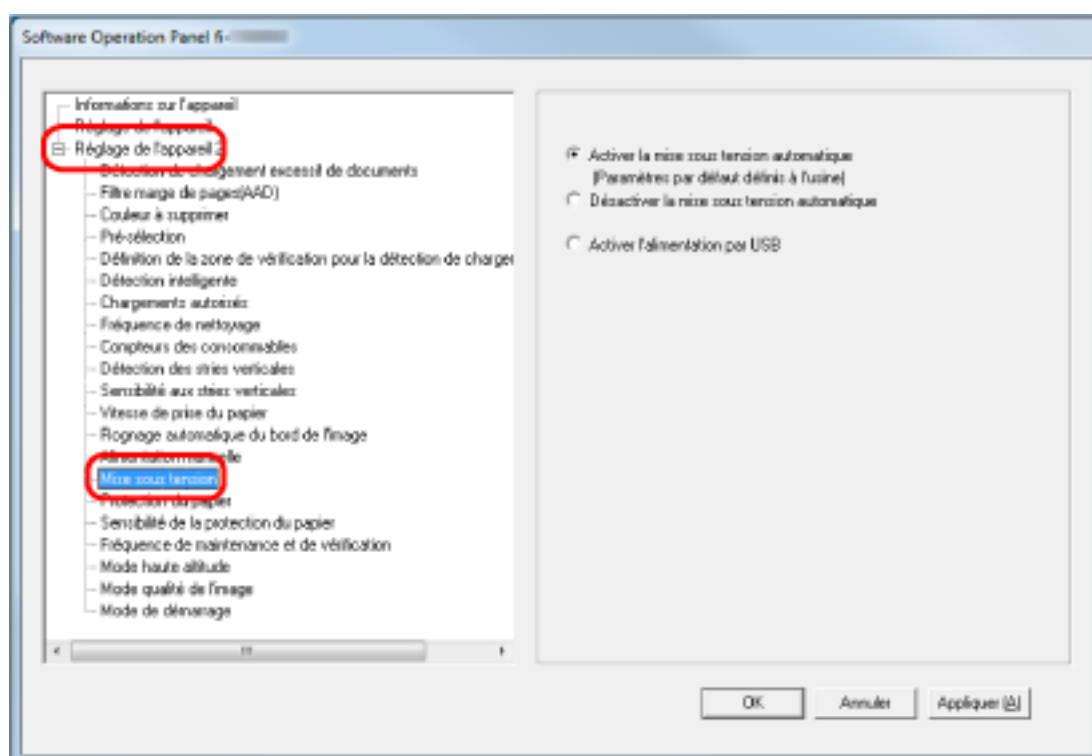 Software Operation Panel fi-
Informations sur l'appareil
Réglage de l'appareil
Réglage de l'appareil 2
Détection de chargement excessif de documents
Filtre marge de pages(AAD)
Couleur à supprimer
Pré-sélection
Définition de la zone de vérification pour la détection de charge
Détection intelligente
Chargements autorisés
Fréquence de nettoyage
Compteurs des consommables
Détection des stries verticales
Sensibilité aux stries verticales
Vitesse de prise du papier
Rognage automatique du bord de l'image
Alimentation manuelle
Mise sous tension
Protection du papier
Sensibilité de la protection du papier
Fréquence de maintenance et de vérification
Mode haute altitude
Mode qualité de l'image
Mode de démarrage
Activer la mise sous tension automatique
(Paramètres par défaut définis à l'usine)
Désactiver la mise sous tension automatique
Activer l'alimentation par USB
OK
Annuler
Appliquer (A)